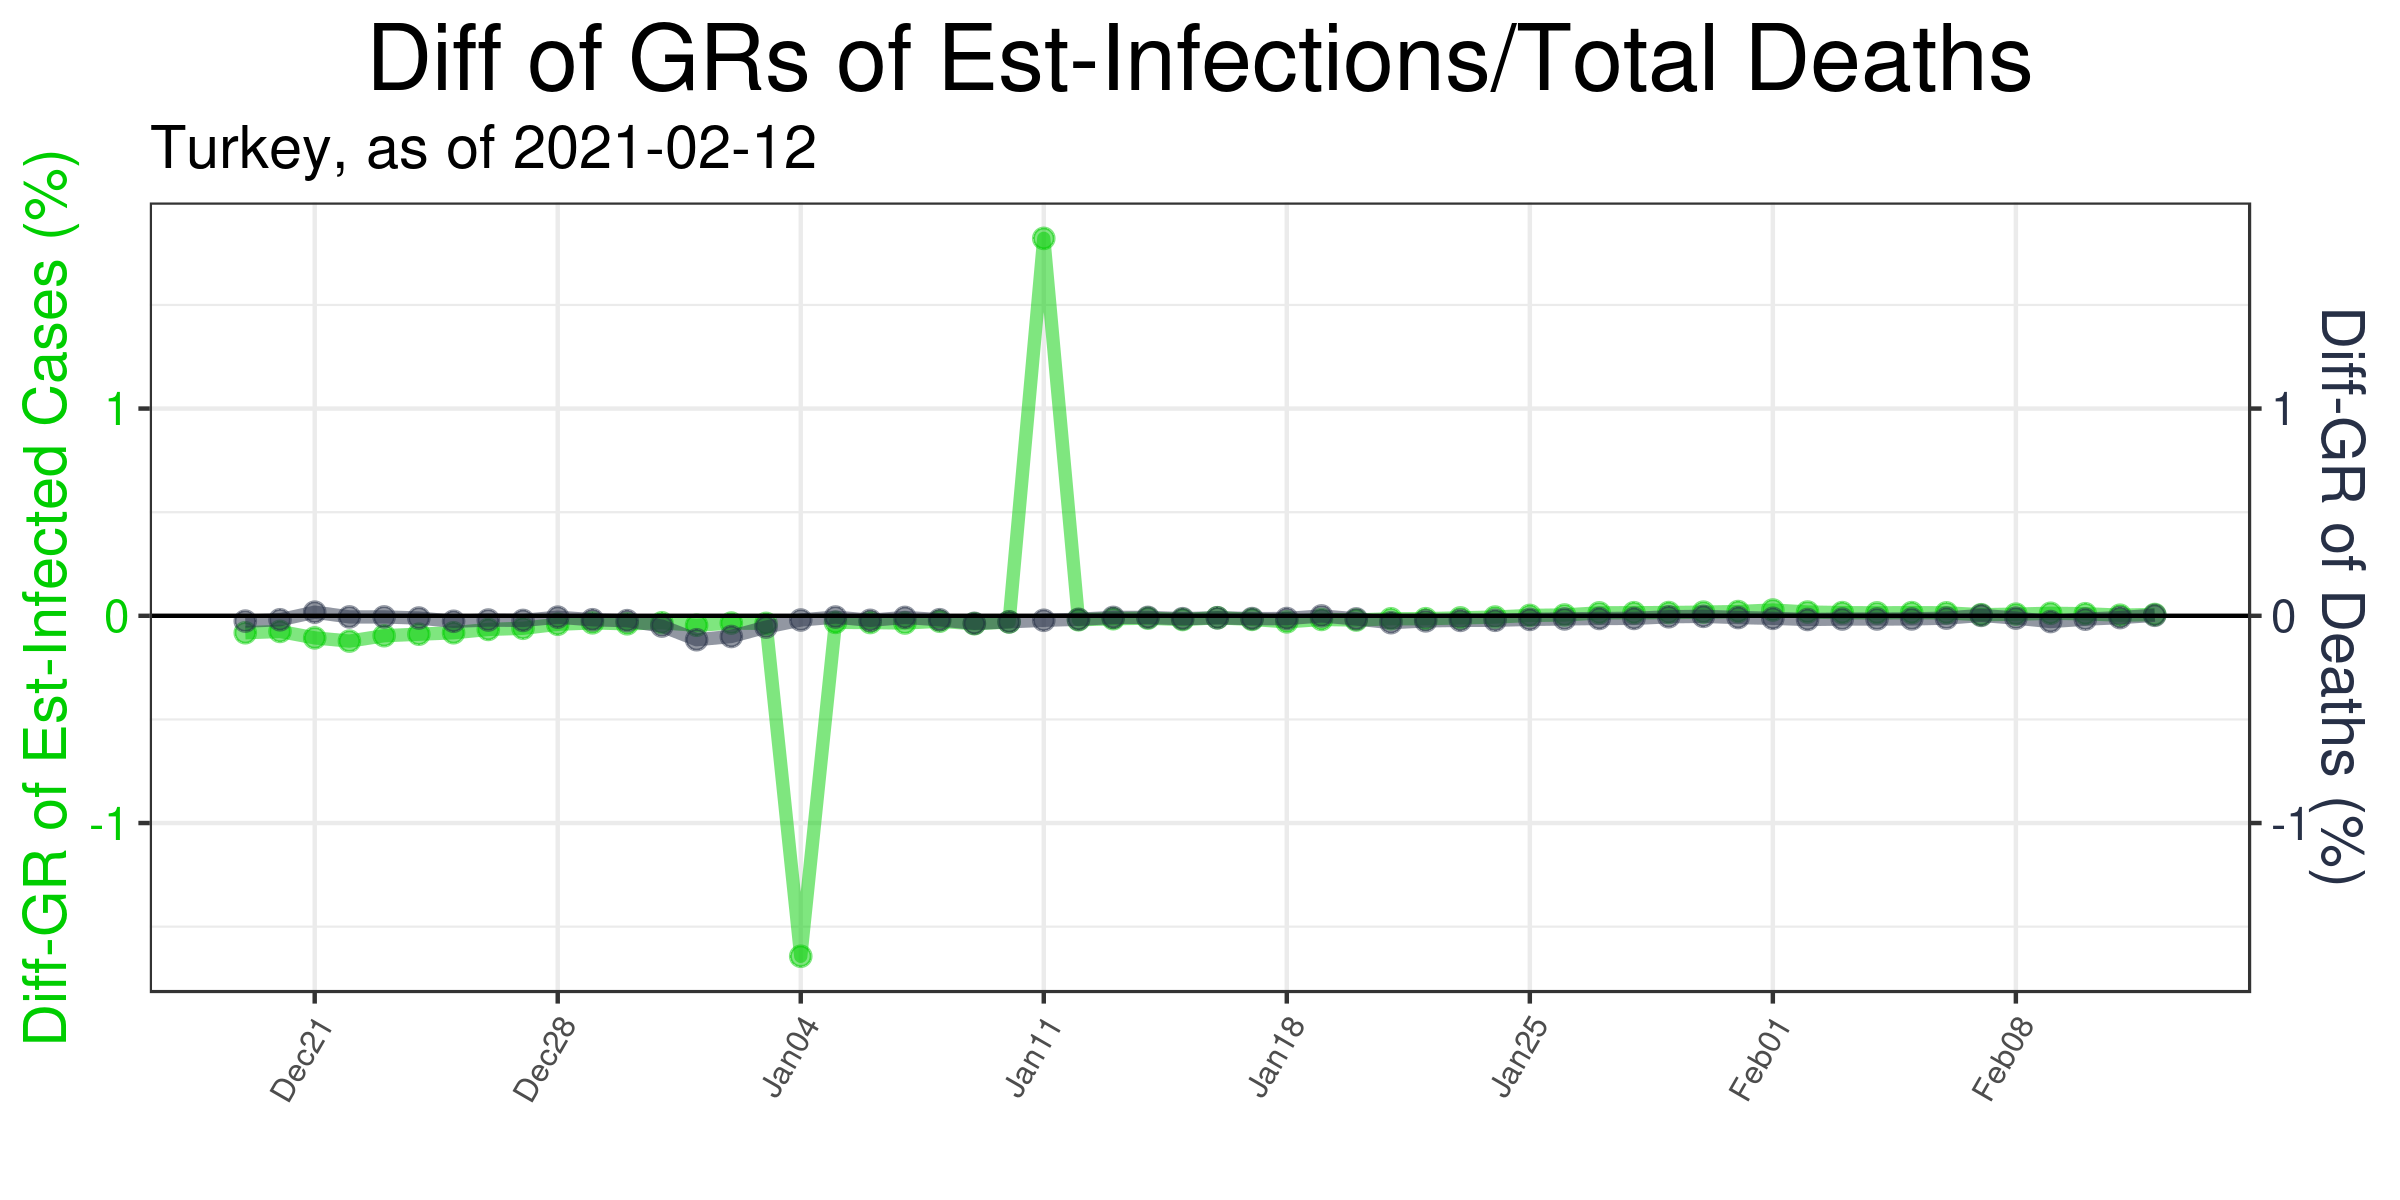 Diff of GRs of Est-Infections/Total Deaths
Turkey, as of 2021-02-12
Diff-GR of Est-Infected Cases (%)
1
0
-1
1
0
-1
Diff-GR of Deaths (%)
Dec21
Dec28
Jan04
Jan11
Jan18
Jan25
Feb01
Feb08